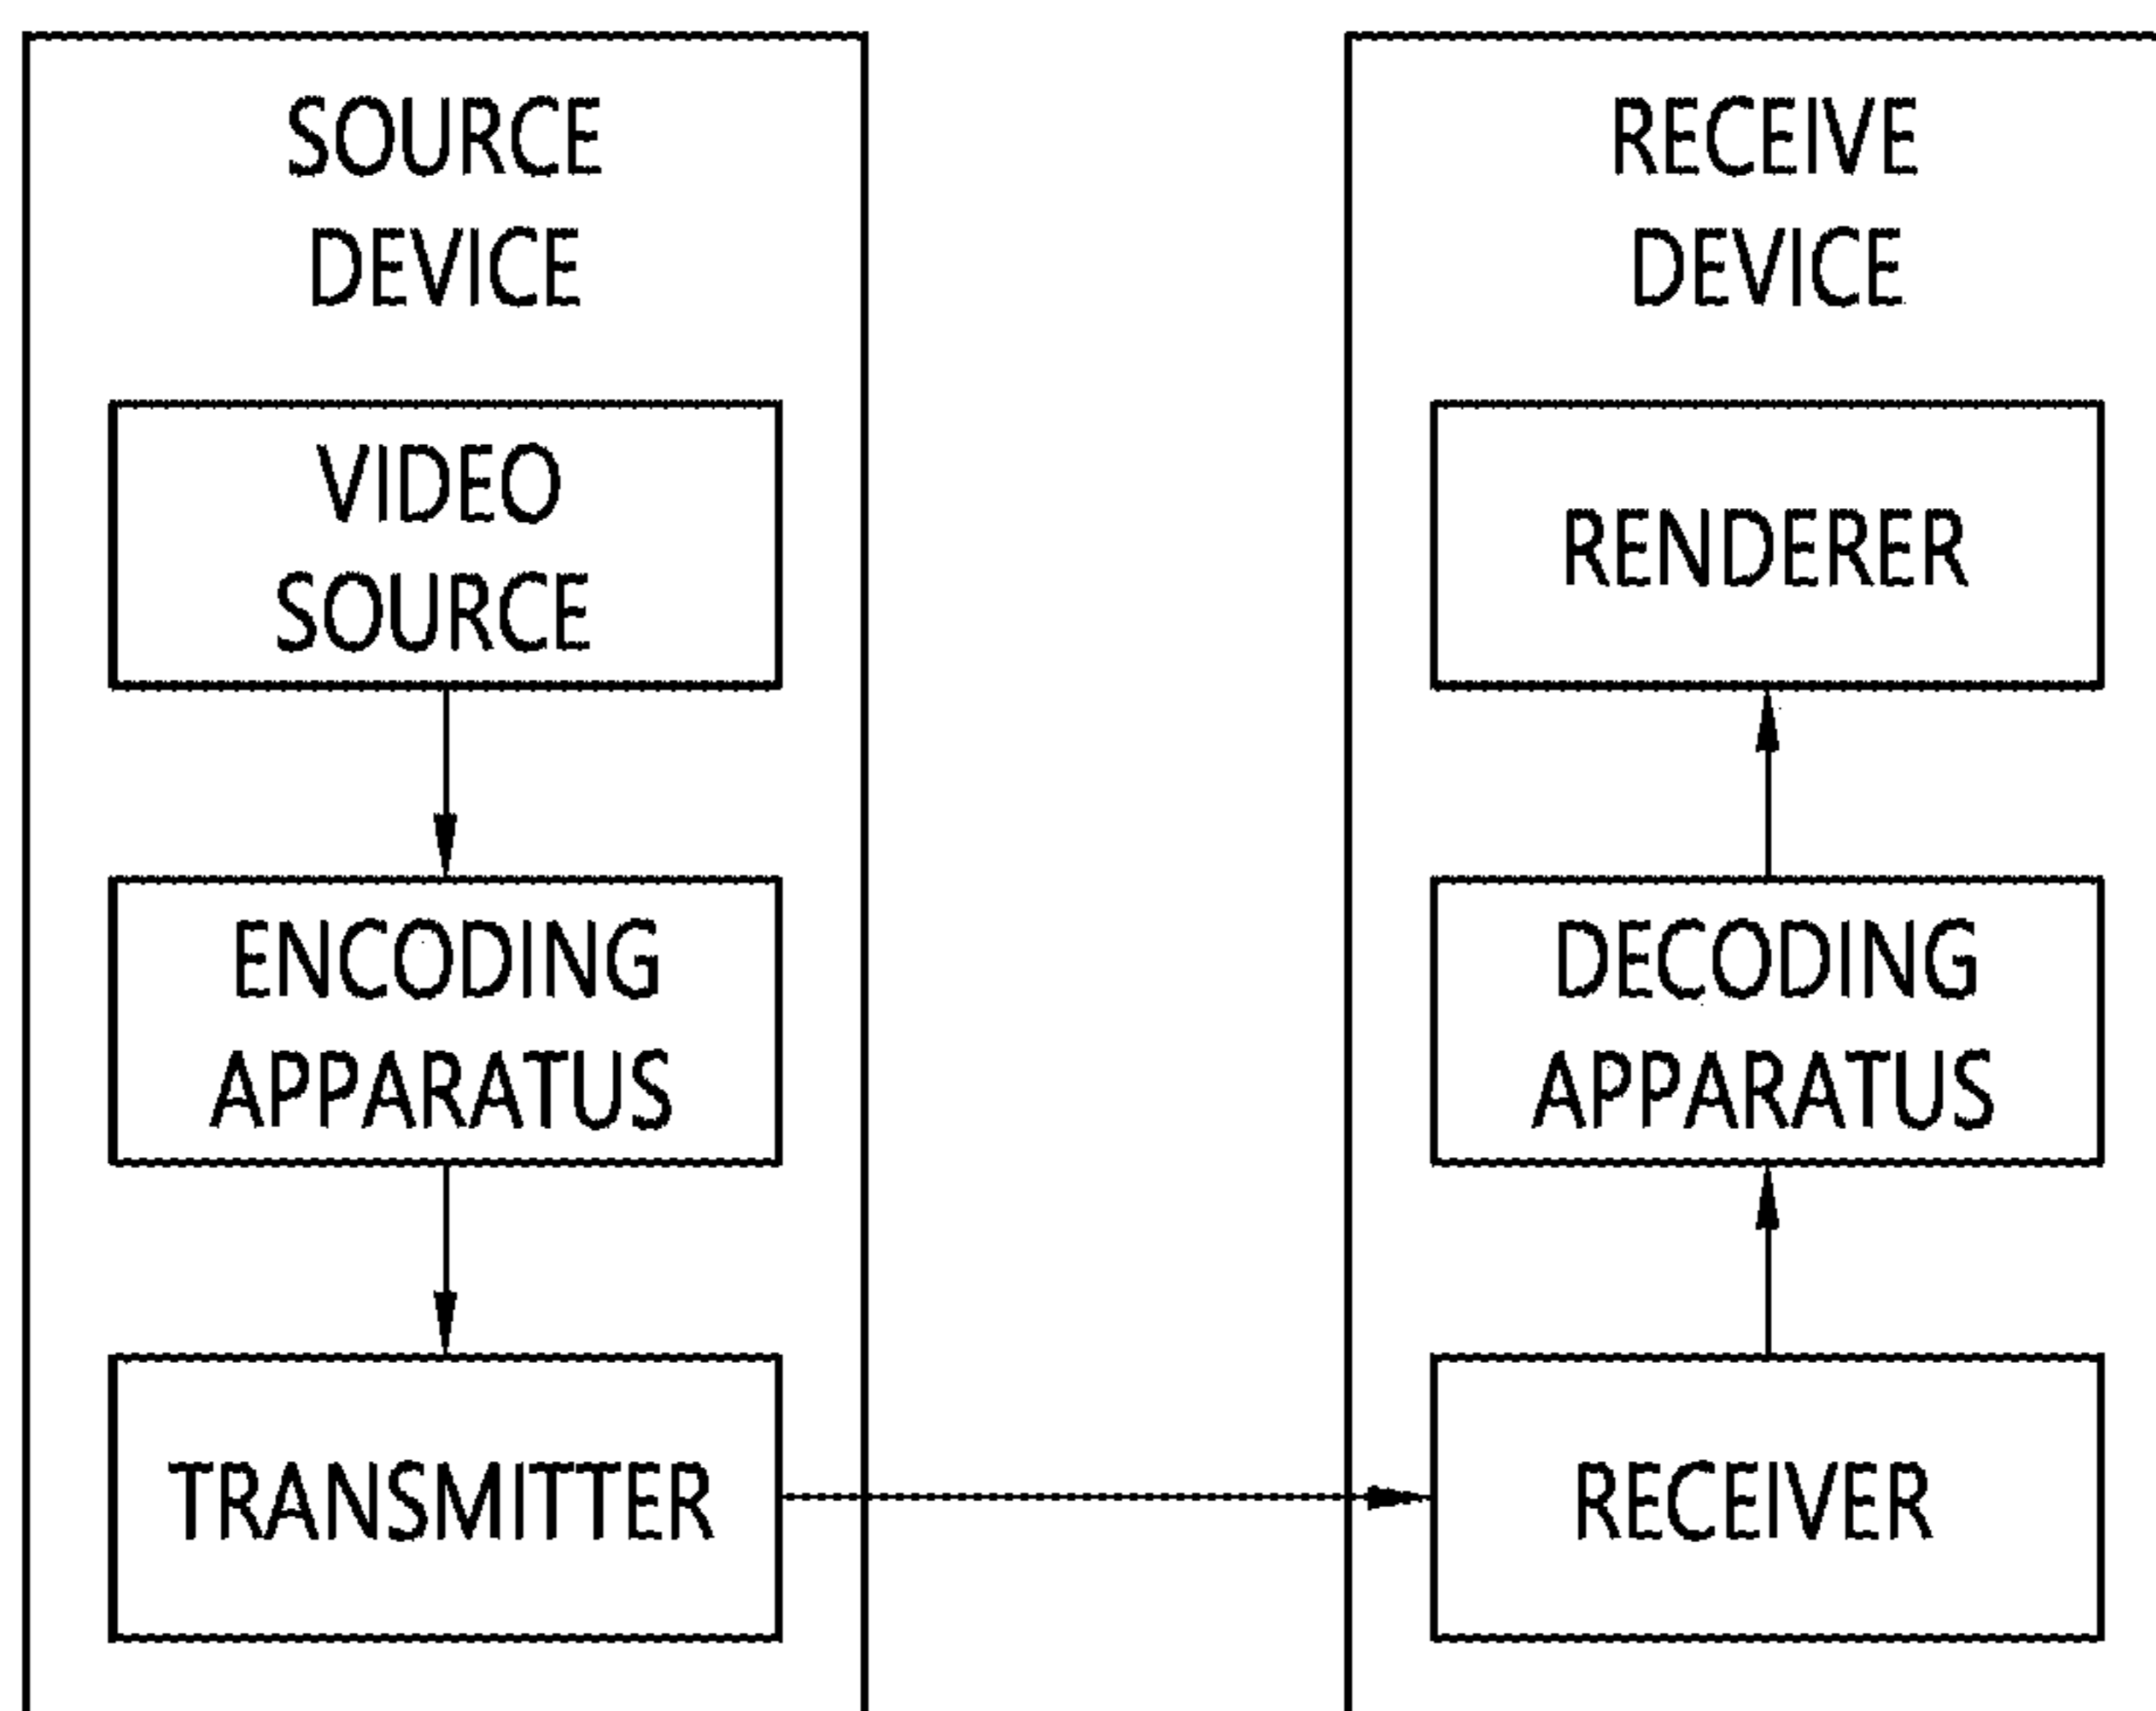 SOURCE
DEVICE
VIDEO
SOURCE
ENCODING
APPARATUS
TRANSMITTER
RECEIVE
DEVICE
RENDERER
DECODING
APPARATUS
RECEIVER